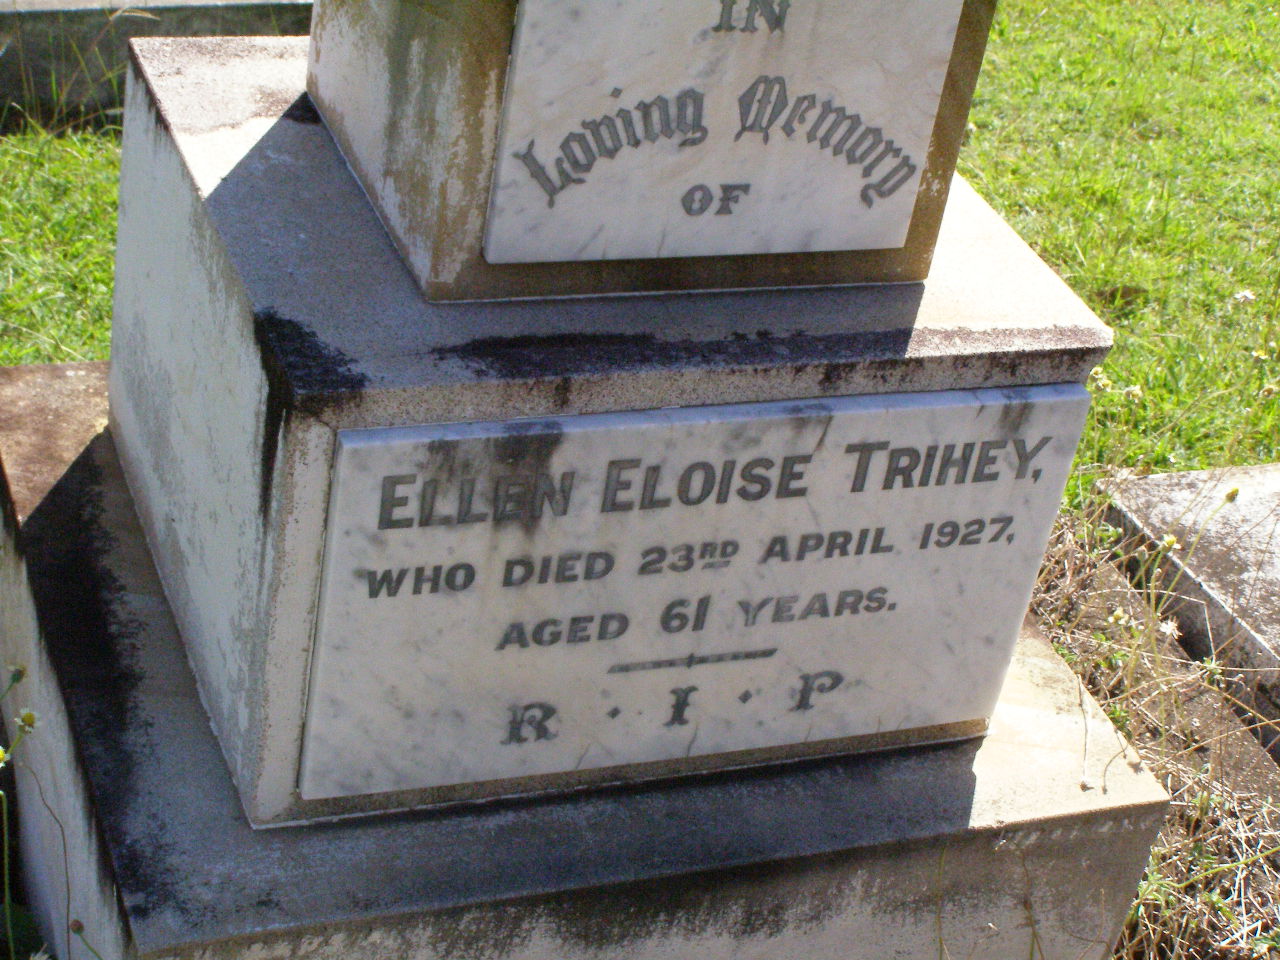 IN
Loving Memory
OF
ELLEN ELOISE TRIHEY,
WHO DIED 23RD APRIL 1927,
AGED 61 YEARS.
R · I · P